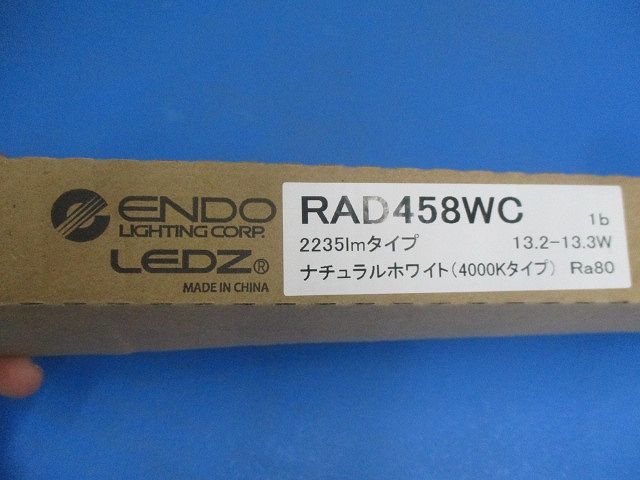 ENDO
LIGHTING CORP.
LEDZ®
MADE IN CHINA
RAD458WC 1b
2235lmタイプ 13.2-13.3W
ナチュラルホワイト(4000Kタイプ) Ra80